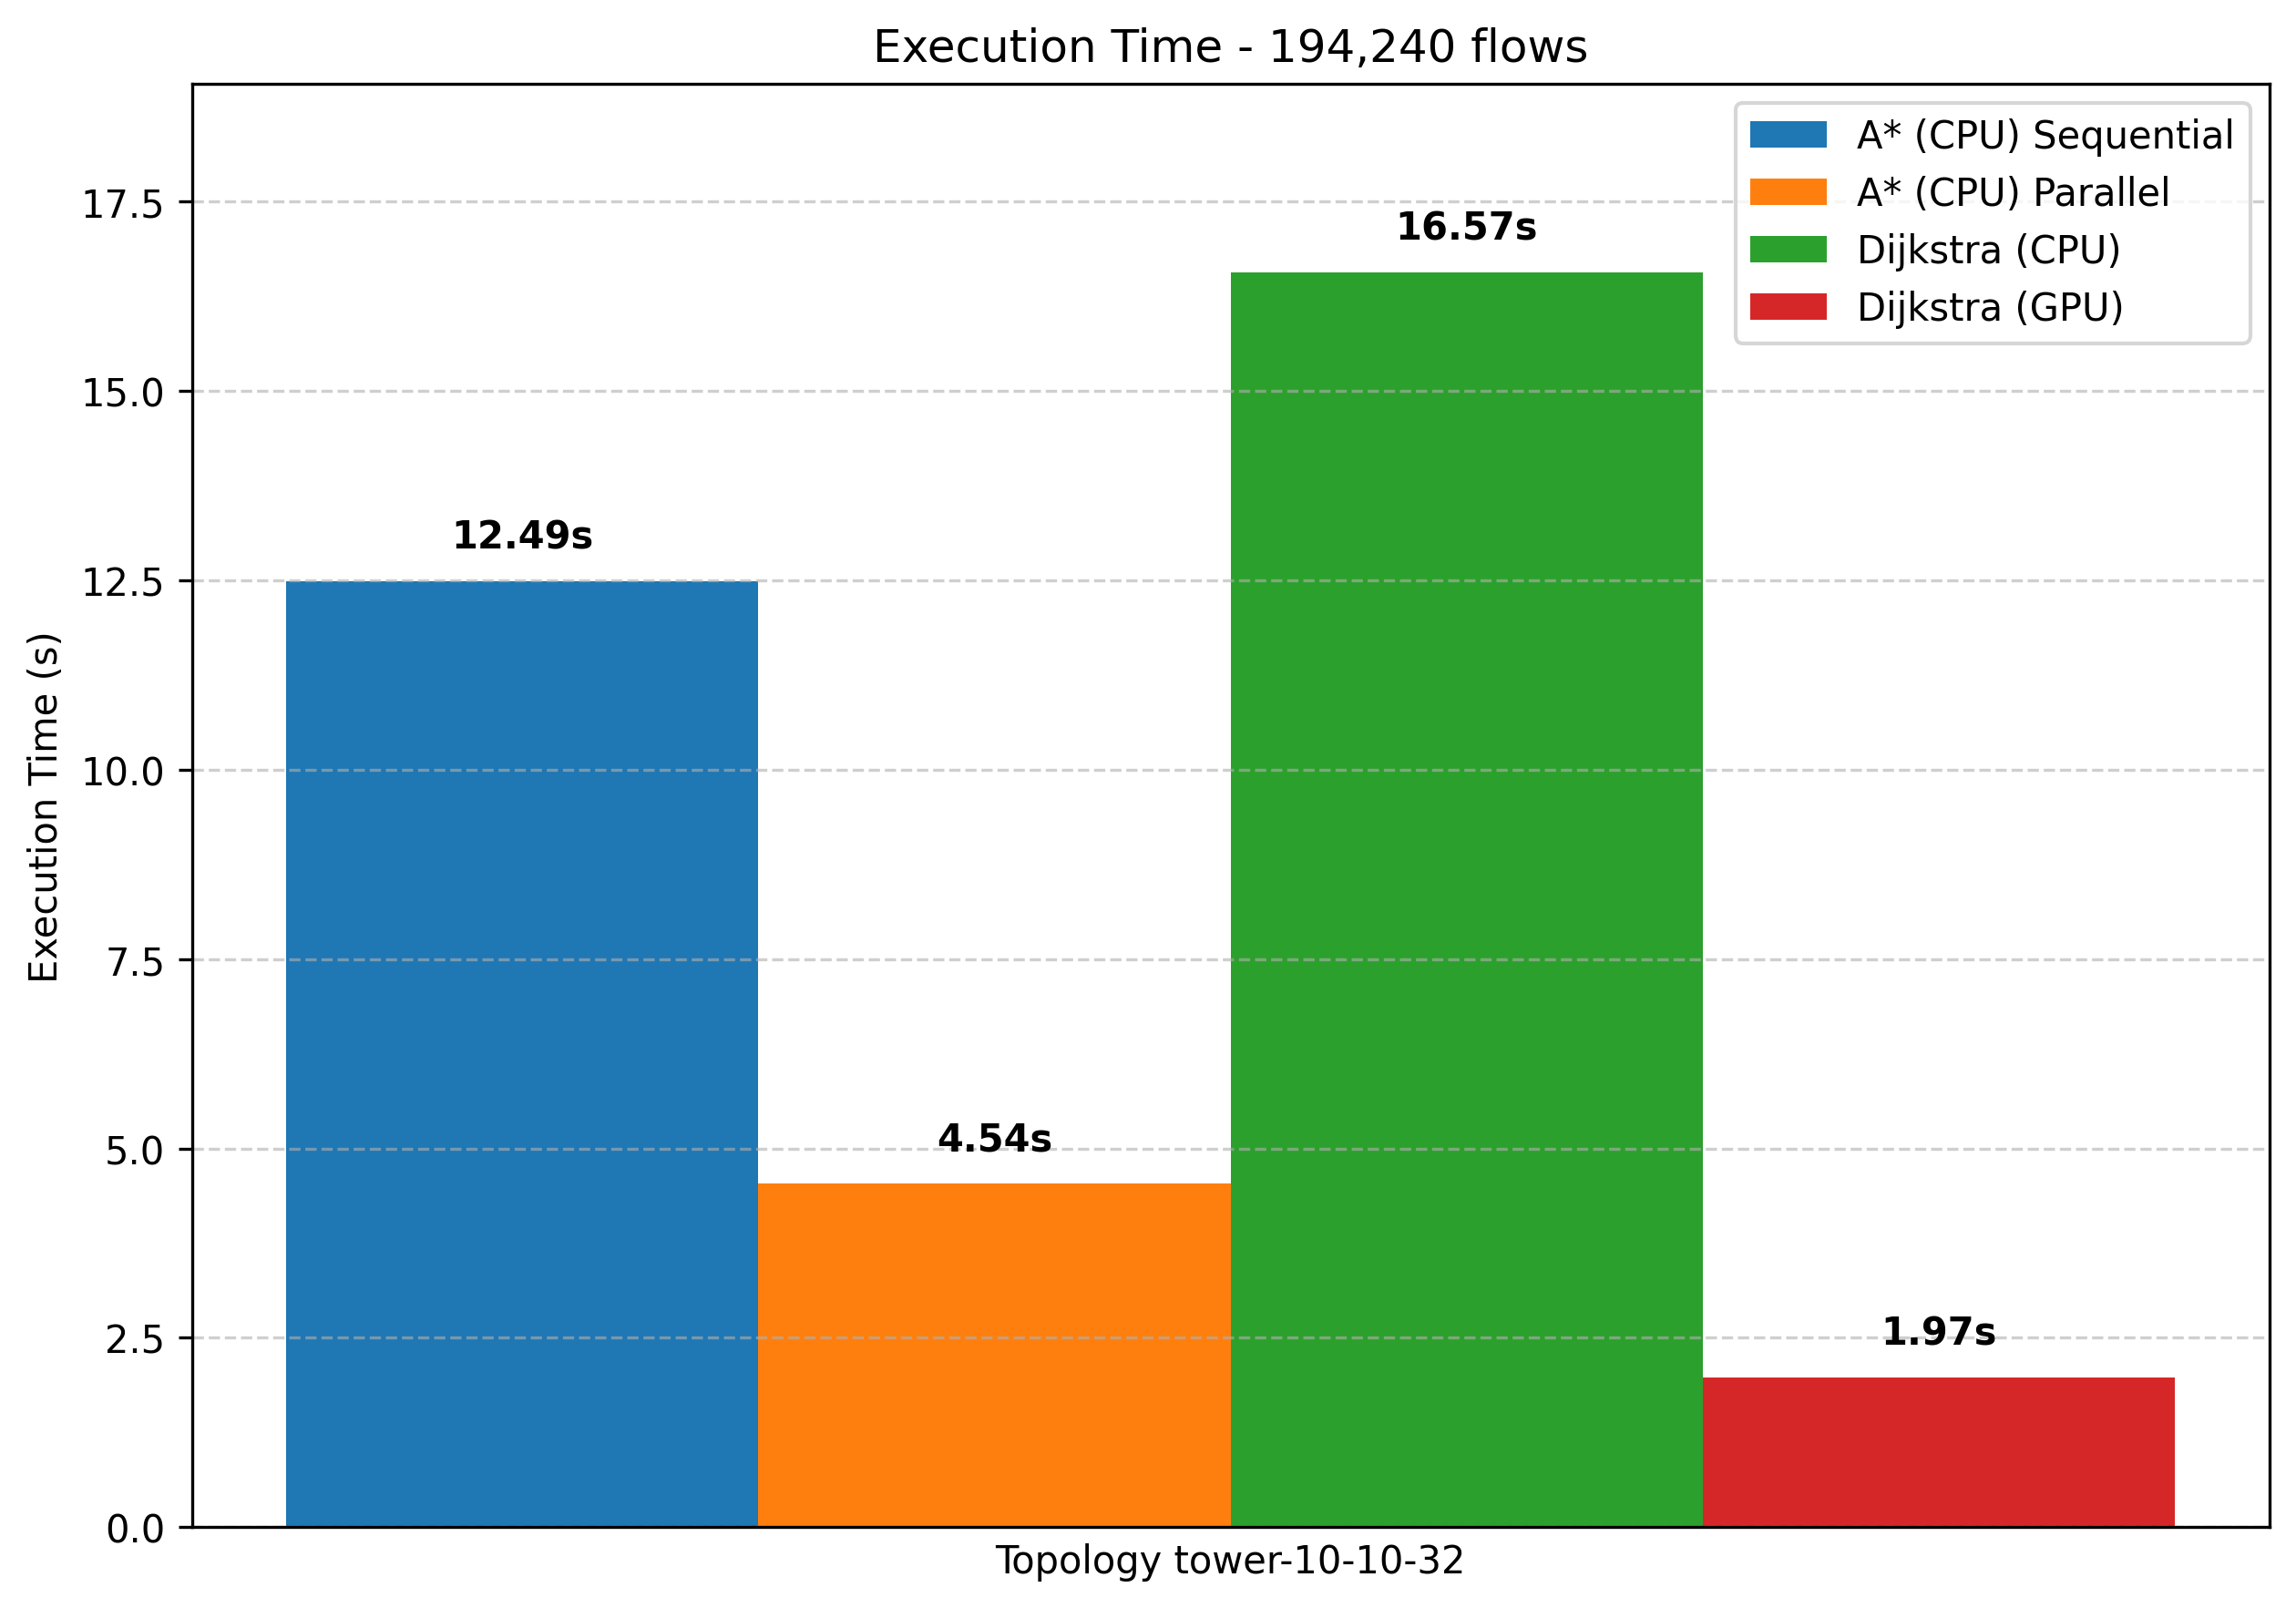 Execution Time - 194,240 flows
A* (CPU) Sequential
A* (CPU) Parallel
Dijkstra (CPU)
Dijkstra (GPU)
Execution Time (s)
17.5
15.0
12.5
10.0
7.5
5.0
2.5
0.0
12.49s
4.54s
16.57s
1.97s
Topology tower-10-10-32